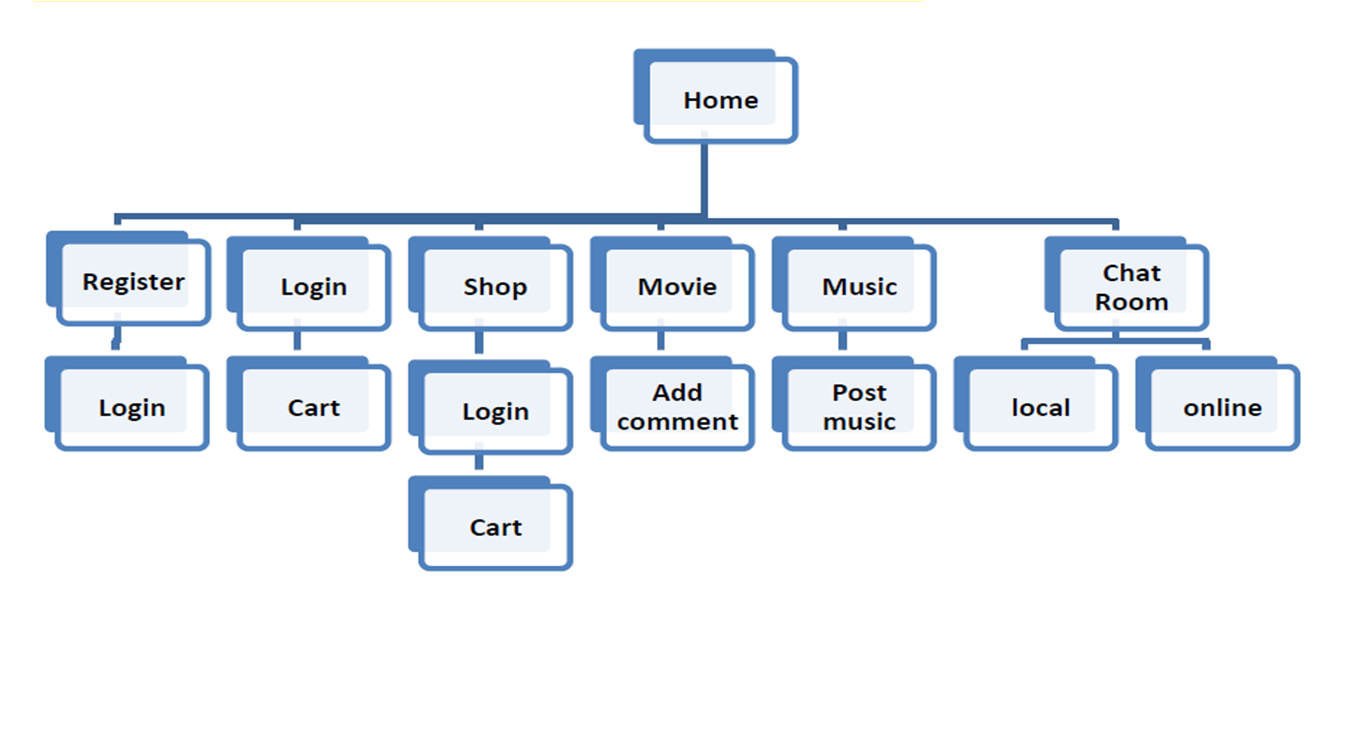 Home
Register
Login
Shop
Movie
Music
Chat
Room
Login
Cart
Login
Add
comment
Post
music
local
online
Cart